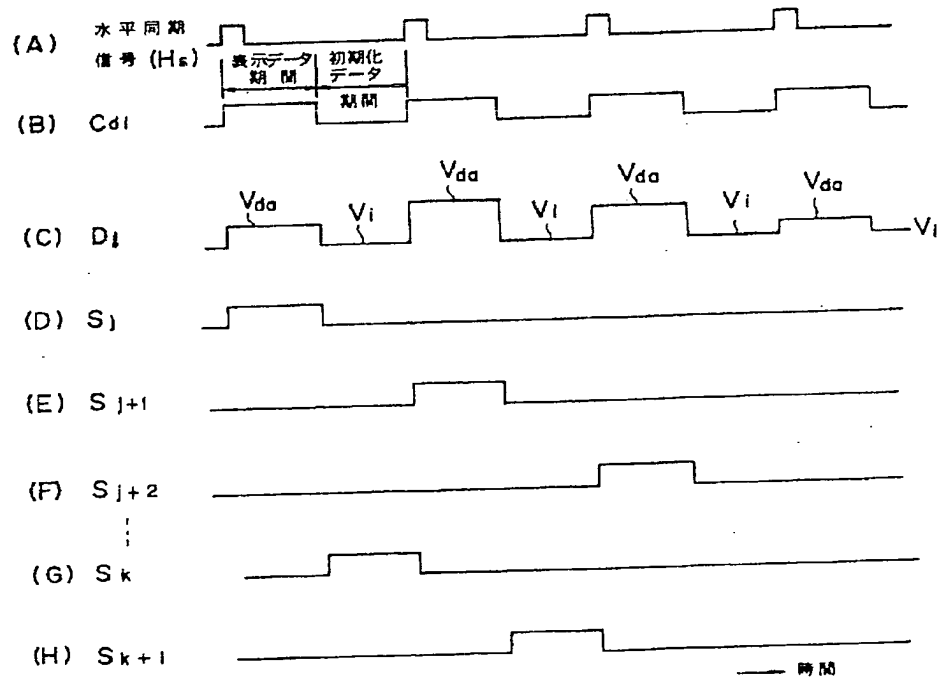 (A) 水平同期
信号(Hs)
表示データ
期間
初期化
データ
期間
(B) Cdi
Vda Vi Vda Vi Vda Vi Vda
(C) Di Vi
(D) Sj
(E) Sj+1
(F) Sj+2
(G) Sk
(H) Sk+1
時間